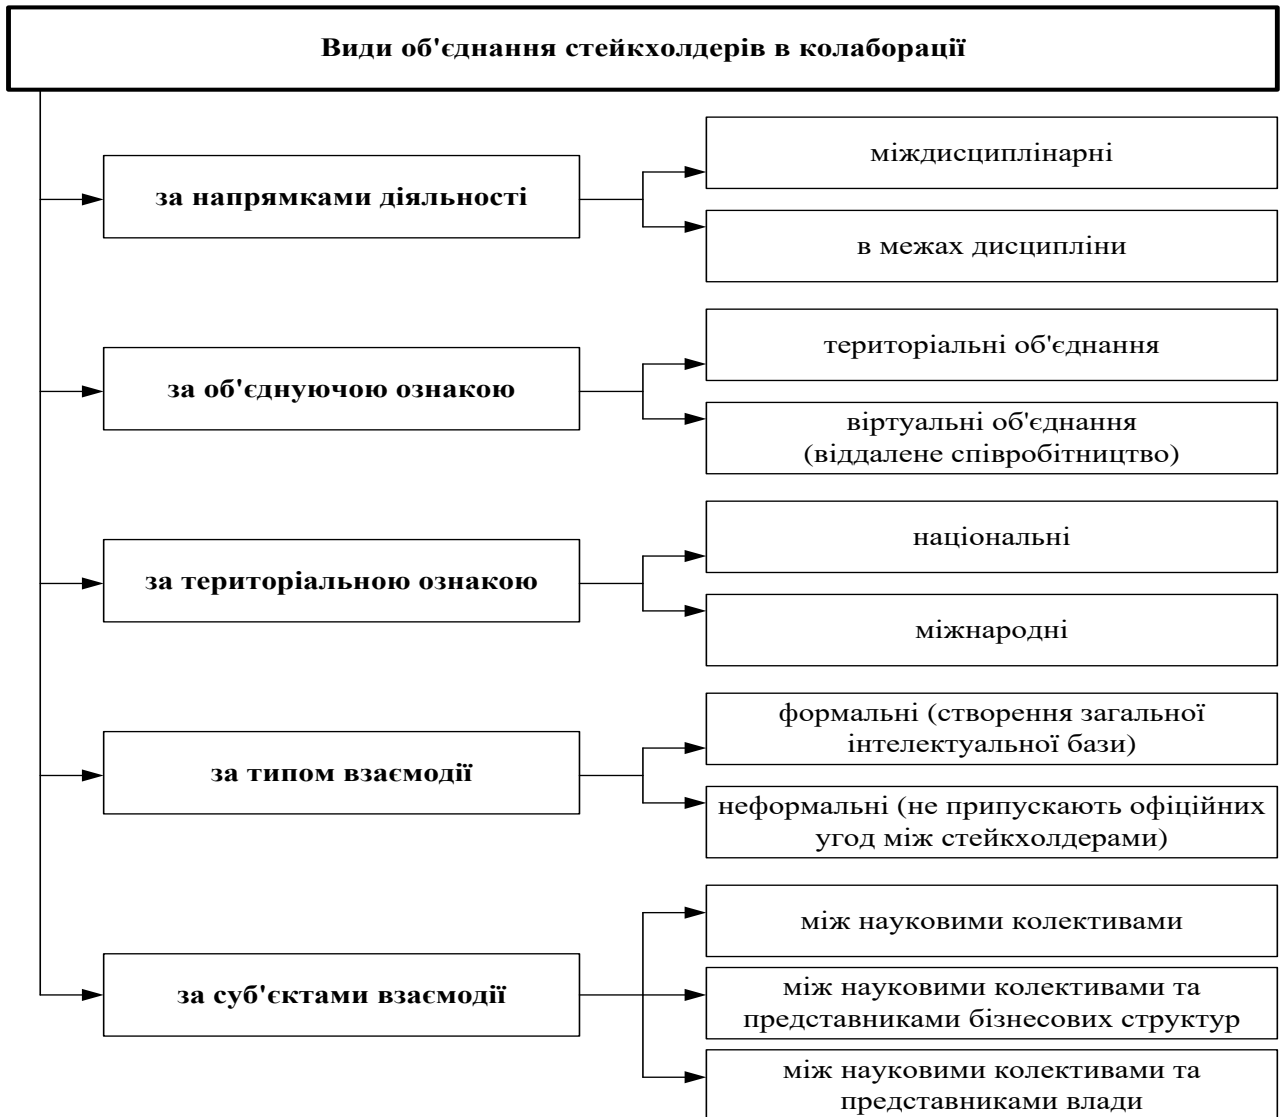 Види об'єднання стейкхолдерів в колаборації
за напрямками діяльності
міждисциплінарні
в межах дисципліни
за об'єднуючою ознакою
територіальні об'єднання
віртуальні об'єднання
(віддалене співробітництво)
за територіальною ознакою
національні
міжнародні
за типом взаємодії
формальні (створення загальної
інтелектуальної бази)
неформальні (не припускають офіційних
угод між стейкхолдерами)
за суб'єктами взаємодії
між науковими колективами
між науковими колективами та
представниками бізнесових структур
між науковими колективами та
представниками влади